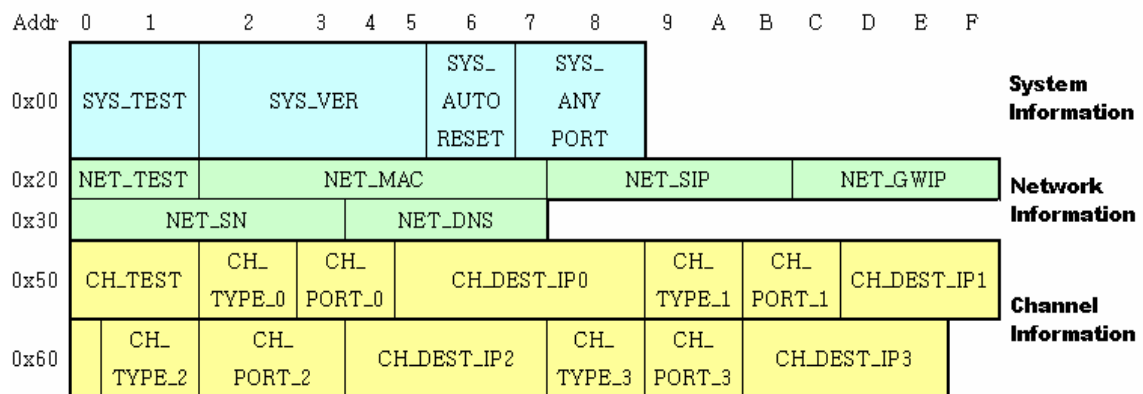 Addr 0 1 2 3 4 5 6 7 8 9 A B C D E F
SYS_
SYS_
0x00 SYS_TEST SYS_VER AUTO ANY
RESET PORT
System
Information
0x20 NET_TEST NET_MAC NET_SIP NET_GWIP
0x30 NET_SN NET_DNS
Network
Information
CH_ CH_ CH_ CH_
0x50 CH_TEST CH_DEST_IP0 CH_DEST_IP1
TYPE_0 PORT_0 TYPE_1 PORT_1
CH_ CH_ CH_ CH_
0x60 CH_DEST_IP2 CH_DEST_IP3
TYPE_2 PORT_2 TYPE_3 PORT_3
Channel
Information